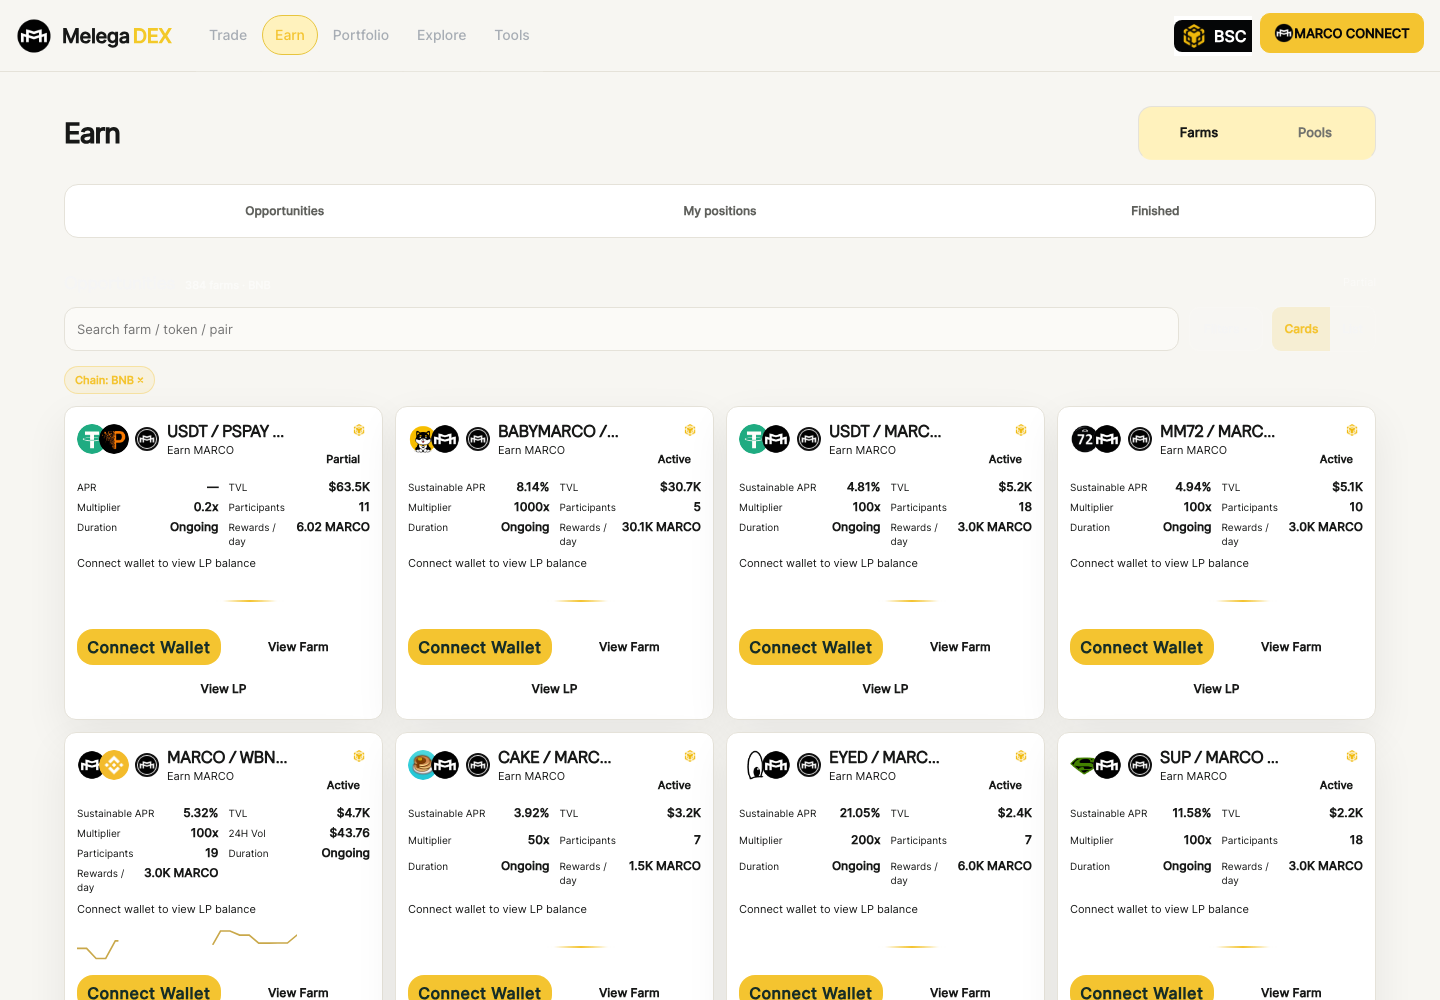 Melega DEX
Trade
Earn
Portfolio
Explore
Tools
BSC
MARCO CONNECT
Earn
Farms
Pools
Opportunities
My positions
Finished
Search farm / token / pair
Cards
Chain: BNB ×
USDT / PSPAY ...
Earn MARCO
Partial
APR — TVL $63.5K
Multiplier 0.2x Participants 11
Duration Ongoing Rewards / day 6.02 MARCO
Connect wallet to view LP balance
Connect Wallet
View Farm
View LP
BABYMARCO /...
Earn MARCO
Active
Sustainable APR 8.14% TVL $30.7K
Multiplier 1000x Participants 5
Duration Ongoing Rewards / day 30.1K MARCO
Connect wallet to view LP balance
Connect Wallet
View Farm
View LP
USDT / MARC...
Earn MARCO
Active
Sustainable APR 4.81% TVL $5.2K
Multiplier 100x Participants 18
Duration Ongoing Rewards / day 3.0K MARCO
Connect wallet to view LP balance
Connect Wallet
View Farm
View LP
MM72 / MARC...
Earn MARCO
Active
Sustainable APR 4.94% TVL $5.1K
Multiplier 100x Participants 10
Duration Ongoing Rewards / day 3.0K MARCO
Connect wallet to view LP balance
Connect Wallet
View Farm
View LP
MARCO / WBN...
Earn MARCO
Active
Sustainable APR 5.32% TVL $4.7K
Multiplier 100x 24H Vol $43.76
Participants 19 Duration Ongoing
Rewards / day 3.0K MARCO
Connect wallet to view LP balance
Connect Wallet
View Farm
CAKE / MARC...
Earn MARCO
Active
Sustainable APR 3.92% TVL $3.2K
Multiplier 50x Participants 7
Duration Ongoing Rewards / day 1.5K MARCO
Connect wallet to view LP balance
Connect Wallet
View Farm
EYED / MARC...
Earn MARCO
Active
Sustainable APR 21.05% TVL $2.4K
Multiplier 200x Participants 7
Duration Ongoing Rewards / day 6.0K MARCO
Connect wallet to view LP balance
Connect Wallet
View Farm
SUP / MARCO ...
Earn MARCO
Active
Sustainable APR 11.58% TVL $2.2K
Multiplier 100x Participants 18
Duration Ongoing Rewards / day 3.0K MARCO
Connect wallet to view LP balance
Connect Wallet
View Farm